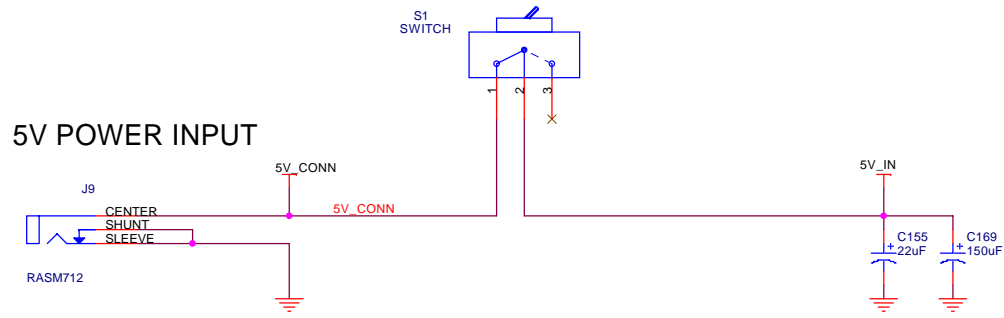 S1
SWITCH
1
2
3
5V POWER INPUT
5V_CONN
5V_IN
J9
CENTER
5V_CONN
SHUNT
SLEEVE
C155
22uF
C169
150uF
RASM712
+
+